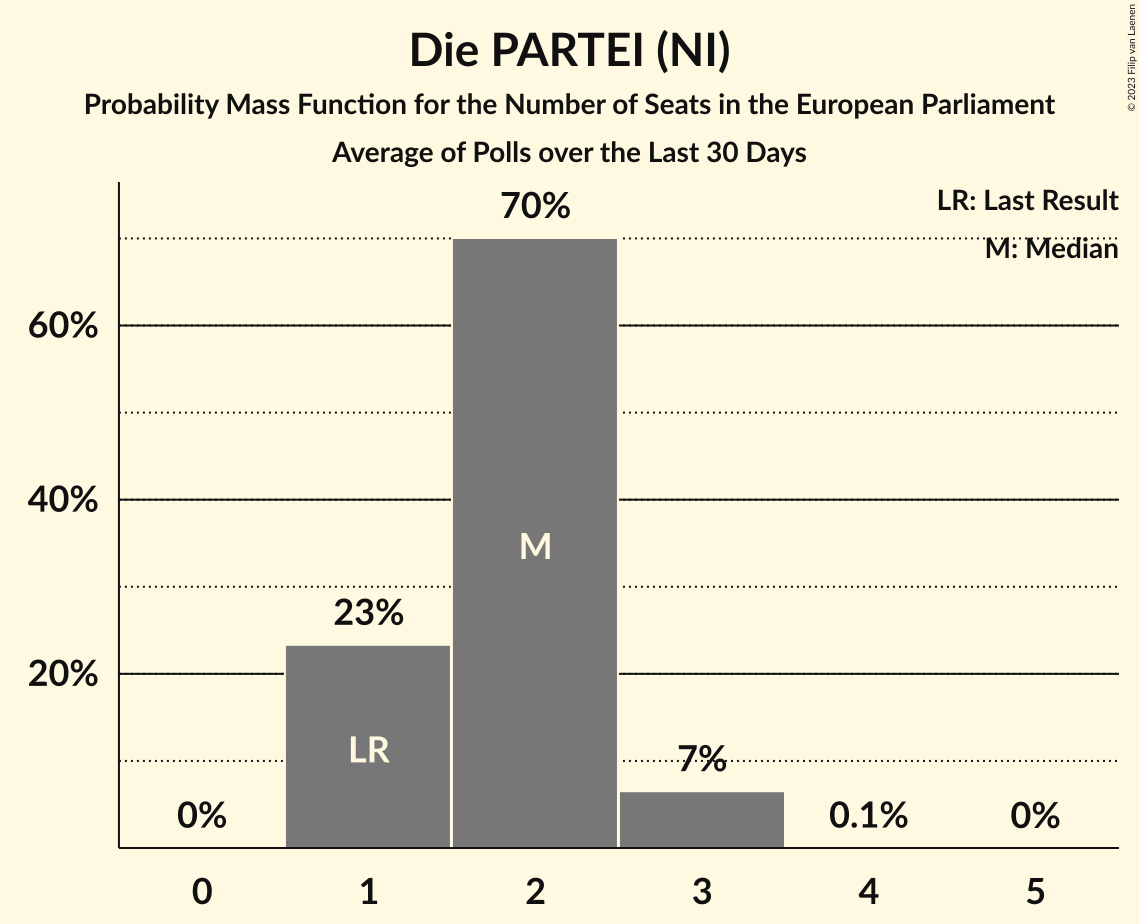 Die PARTEI (NI)
Probability Mass Function for the Number of Seats in the European Parliament
Average of Polls over the Last 30 Days
© 2023 Filip van Laenen
LR: Last Result
M: Median
70%
60%
40%
M
23%
20%
LR
7%
0%
0.1%
0%
0 1 2 3 4 5